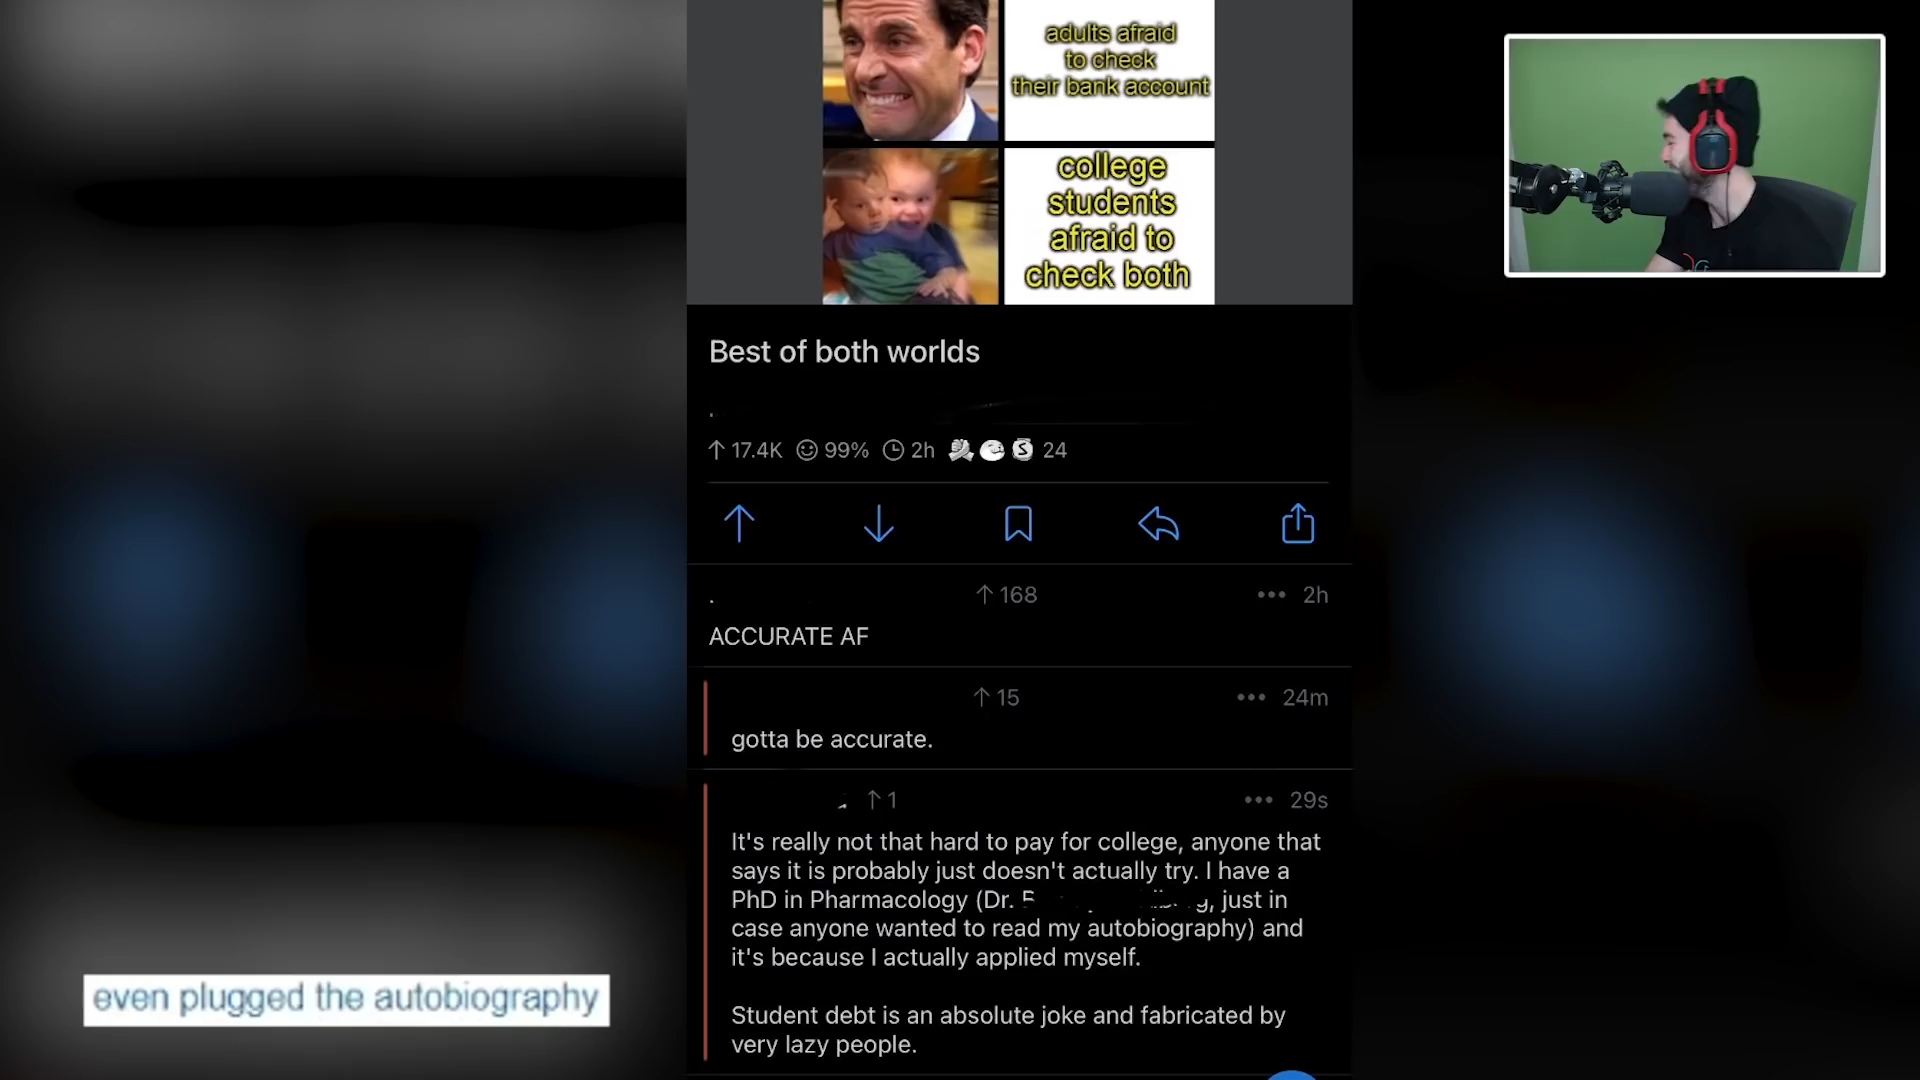 adults afraid
to check
their bank account
college
students
afraid to
check both
Best of both worlds
17.4K 99% 2h 24
168 ••• 2h
ACCURATE AF
15 ••• 24m
gotta be accurate.
1 ••• 29s
It's really not that hard to pay for college, anyone that
says it is probably just doesn't actually try. I have a
PhD in Pharmacology (Dr. just in
case anyone wanted to read my autobiography) and
it's because I actually applied myself.
Student debt is an absolute joke and fabricated by
very lazy people.
even plugged the autobiography